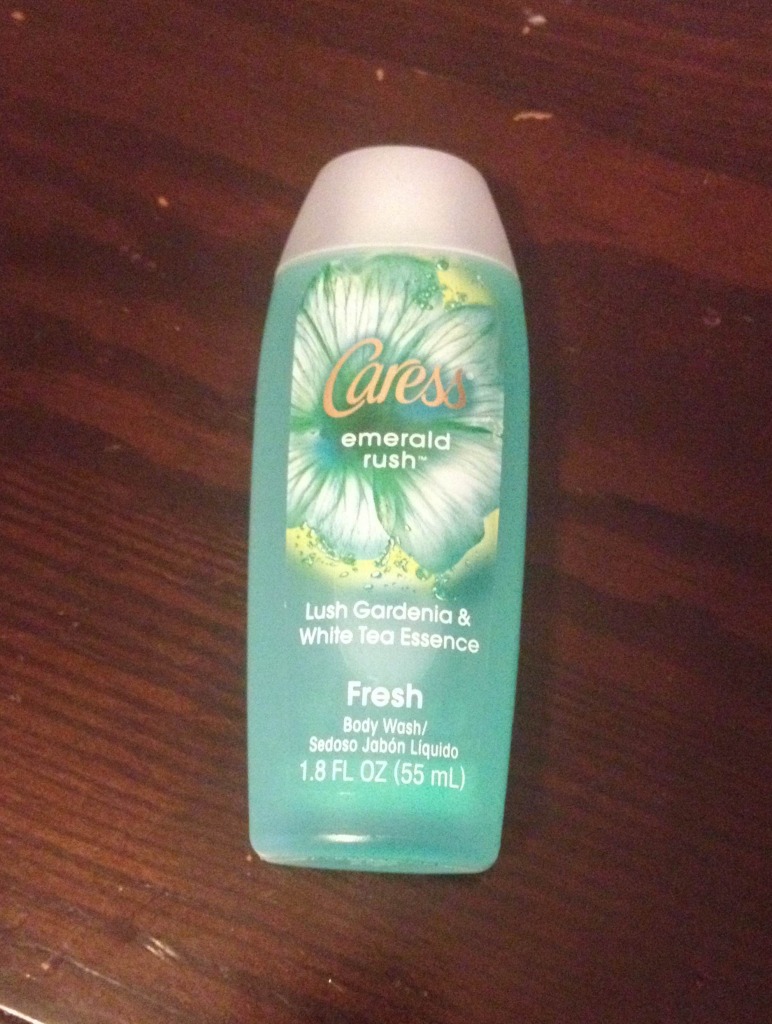 Caress
emerald
rush™
Lush Gardenia &
White Tea Essence
Fresh
Body Wash/
Sedoso Jabón Líquido
1.8 FL OZ (55 mL)